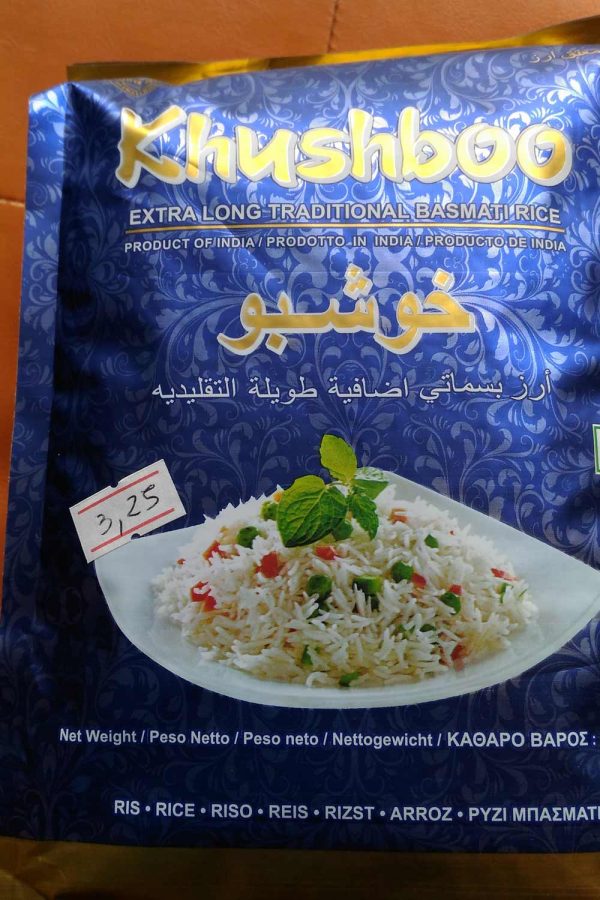 Khushboo
EXTRA LONG TRADITIONAL BASMATI RICE
PRODUCT OF INDIA / PRODOTTO IN INDIA / PRODUCTO DE INDIA
خوشبو
أرز بسماتي اضافية طويلة التقليديه
3,25
Net Weight / Peso Netto / Peso neto / Nettogewicht / ΚΑΘΑΡΟ ΒΑΡΟΣ :
RIS • RICE • RISO • REIS • RIZST • ARROZ • ΡΥΖΙ ΜΠΑΣΜΑΤΙ